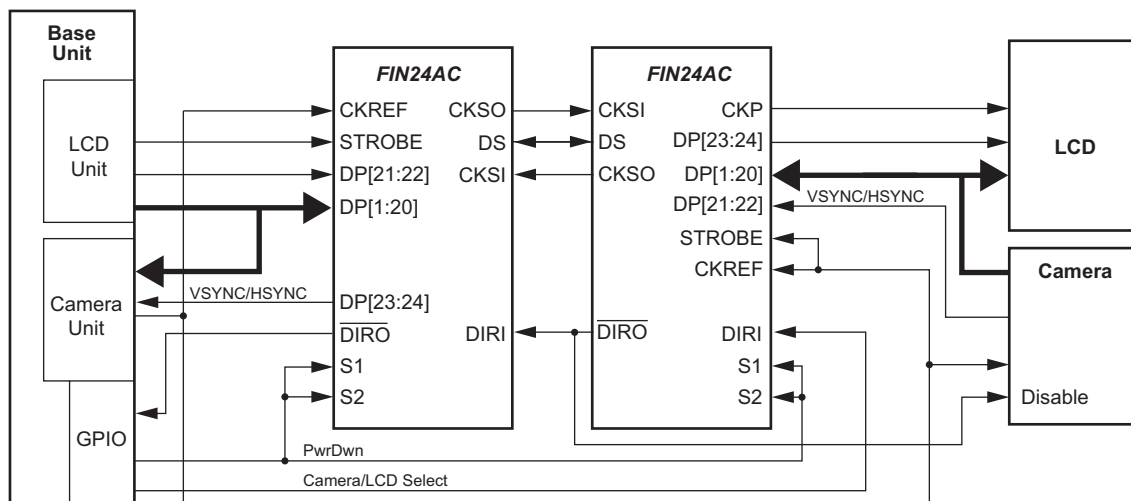 Base
Unit
LCD
Unit
Camera
Unit
GPIO
VSYNC/HSYNC
PwrDwn
Camera/LCD Select
FIN24AC
CKREF
STROBE
DP[21:22]
DP[1:20]
DP[23:24]
DIRO
S1
S2
CKSO
DS
CKSI
DIRI
FIN24AC
CKSI
DS
CKSO
DIRO
CKP
DP[23:24]
DP[1:20]
DP[21:22]
STROBE
CKREF
DIRI
S1
S2
VSYNC/HSYNC
LCD
Camera
Disable